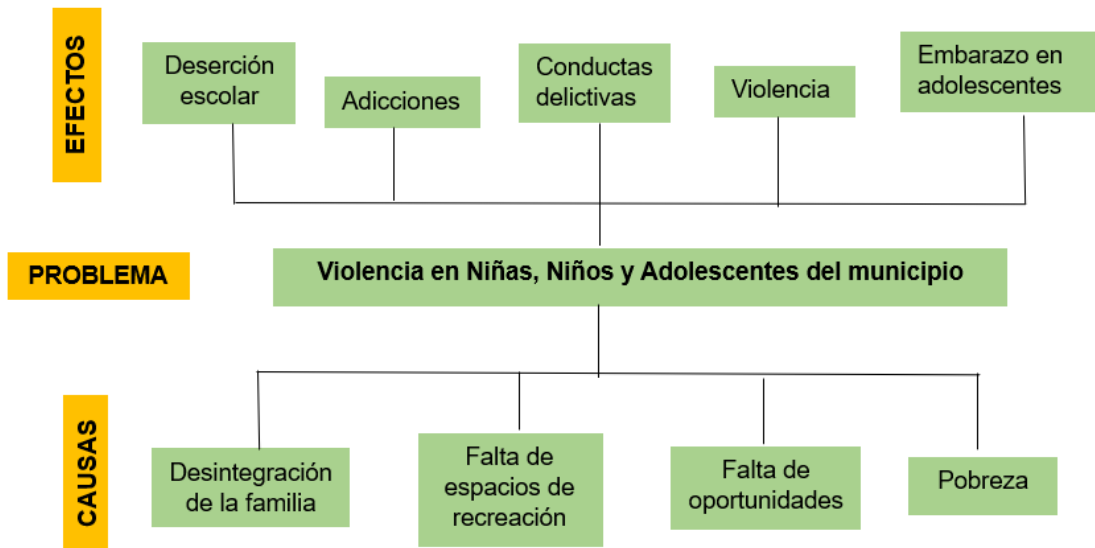 EFECTOS
Deserción
escolar
Adicciones
Conductas
delictivas
Violencia
Embarazo en
adolescentes
PROBLEMA
Violencia en Niñas, Niños y Adolescentes del municipio
CAUSAS
Desintegración
de la familia
Falta de
espacios de
recreación
Falta de
oportunidades
Pobreza